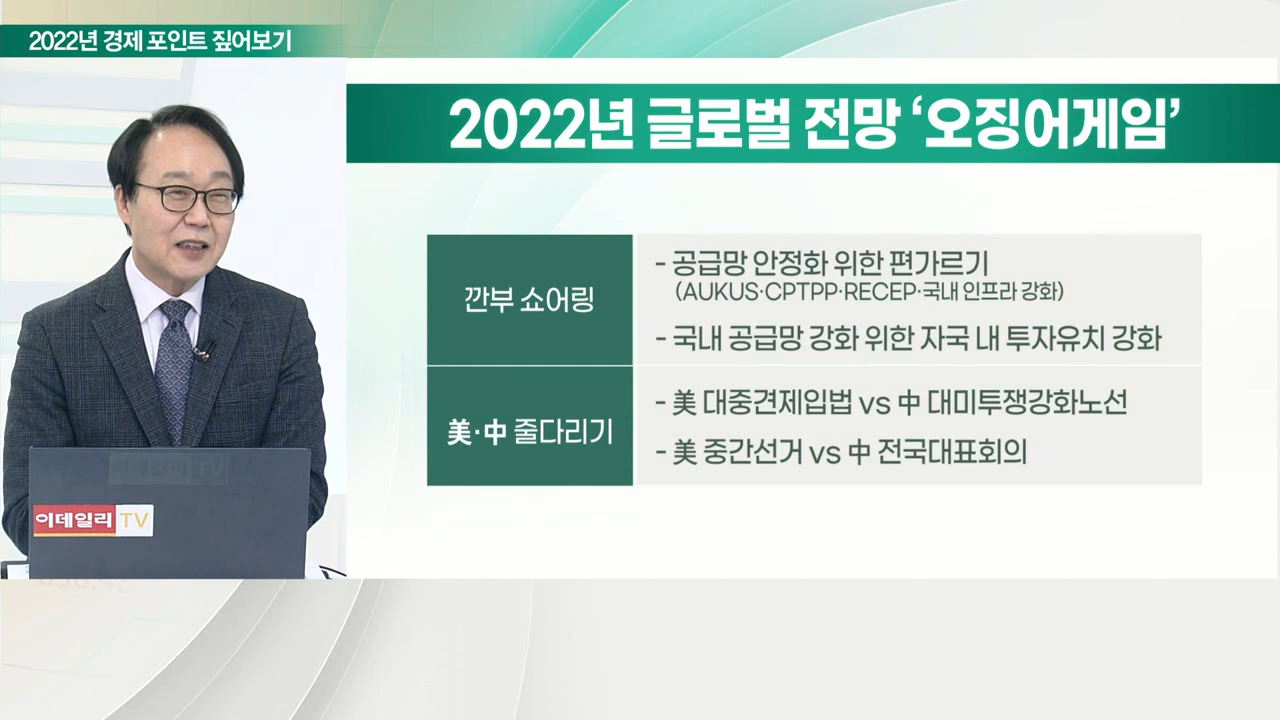 2022년 경제 포인트 짚어보기
2022년 글로벌 전망 ‘오징어게임’
깐부 쇼어링
- 공급망 안정화 위한 편가르기
(AUKUS·CPTPP·RECEP·국내 인프라 강화)
- 국내 공급망 강화 위한 자국 내 투자유치 강화
美·中 줄다리기
- 美 대중견제입법 vs 中 대미투쟁강화노선
- 美 중간선거 vs 中 전국대표회의
이데일리 TV
이데일리 TV